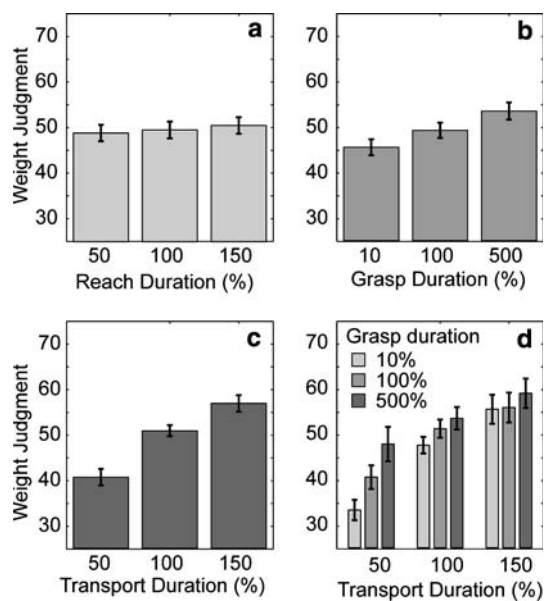 a
70
60
50
40
30
Weight Judgment
50 100 150
Reach Duration (%)
b
70
60
50
40
30
10 100 500
Grasp Duration (%)
c
70
60
50
40
30
Weight Judgment
50 100 150
Transport Duration (%)
d
Grasp duration
10%
100%
500%
70
60
50
40
30
50 100 150
Transport Duration (%)